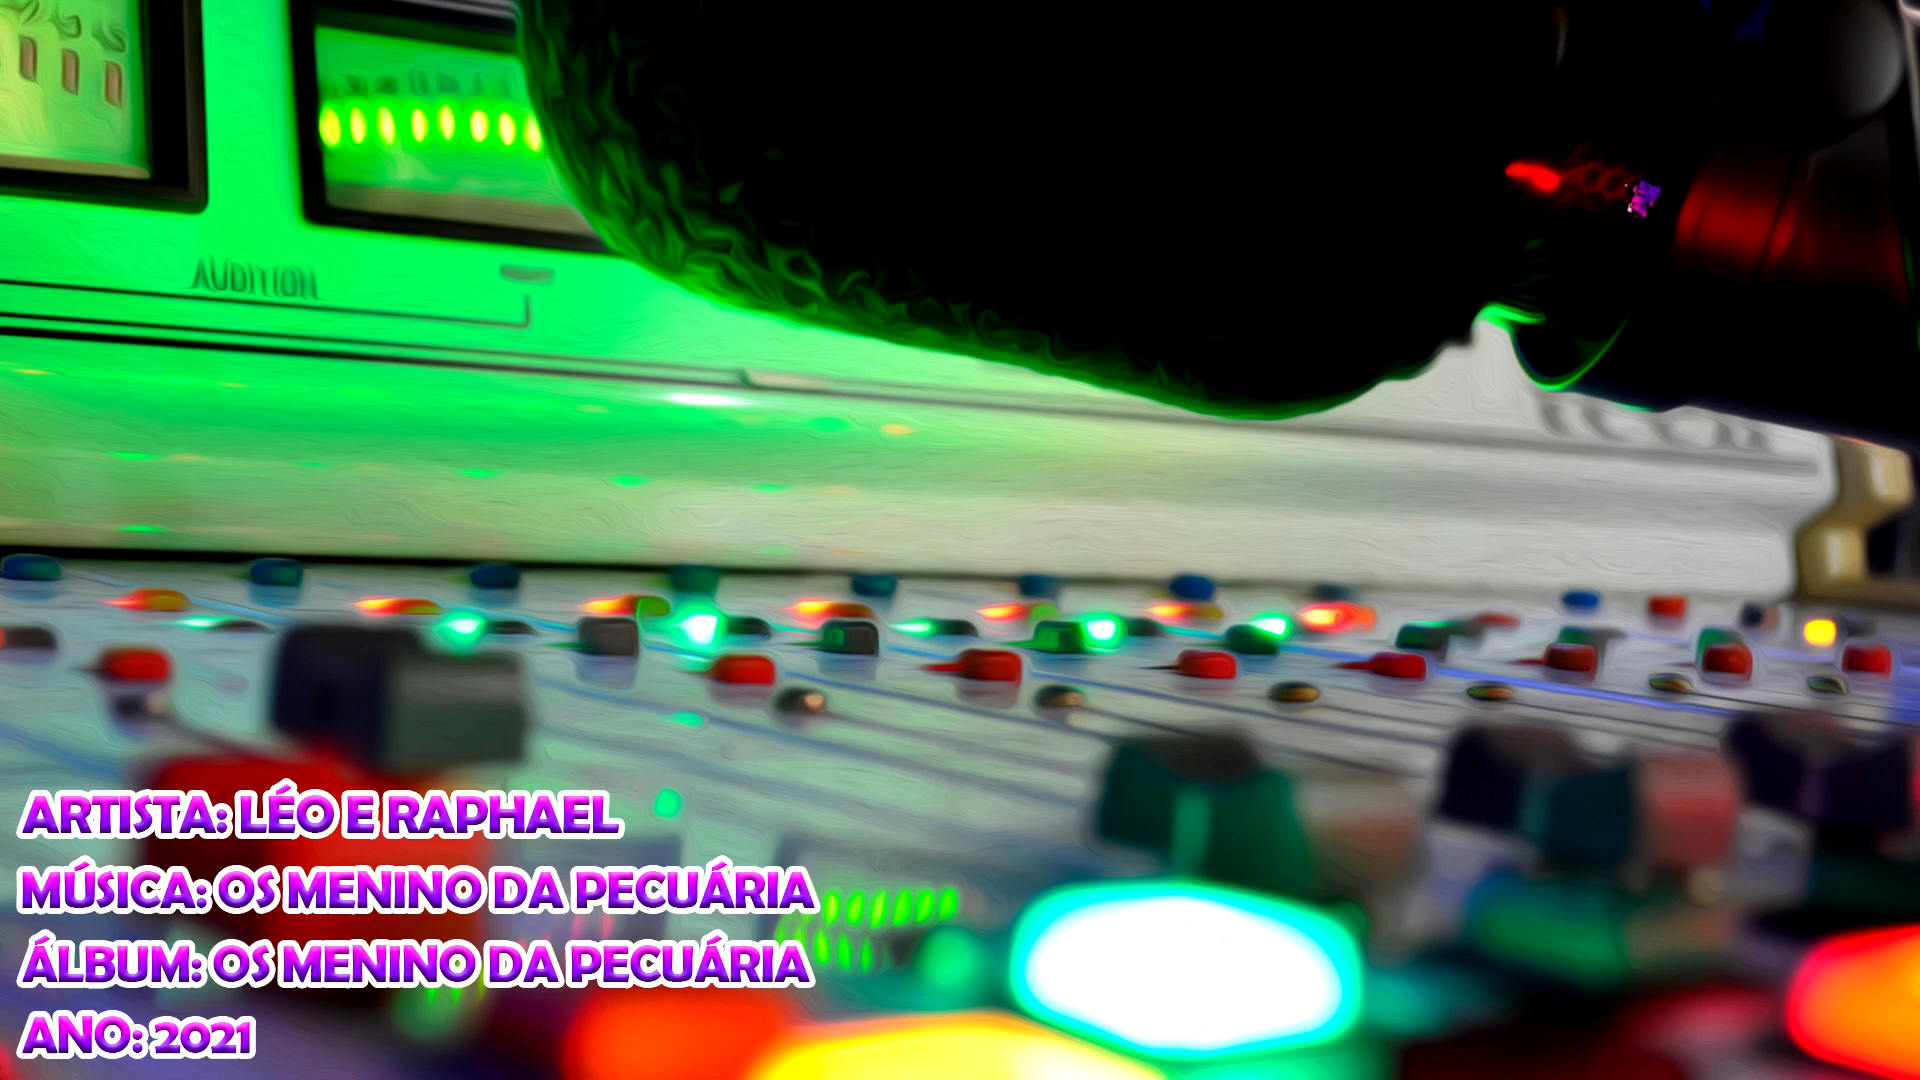 AUDITION
ARTISTA: LÉO E RAPHAEL
MÚSICA: OS MENINO DA PECUÁRIA
ÁLBUM: OS MENINO DA PECUÁRIA
ANO: 2021